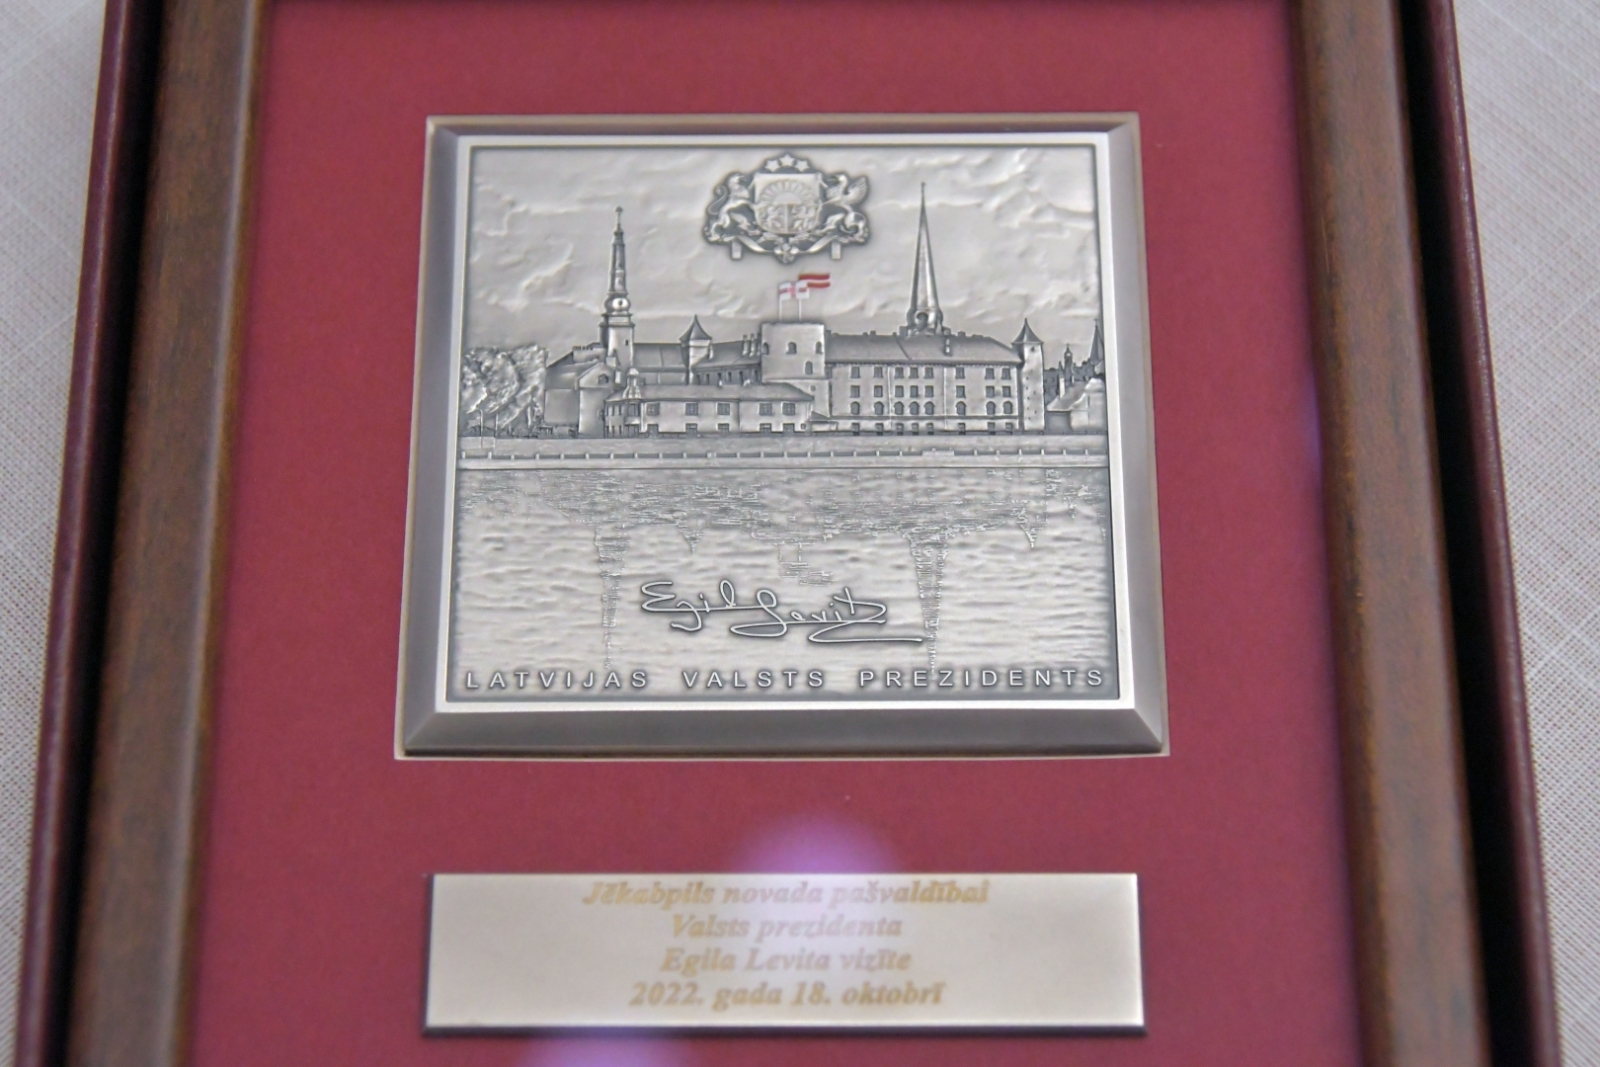 Egils Levits
LATVIJAS VALSTS PREZIDENTS
Jēkabpils novada pašvaldībai
Valsts prezidenta
Egila Levita vizīte
2022. gada 18. oktobrī